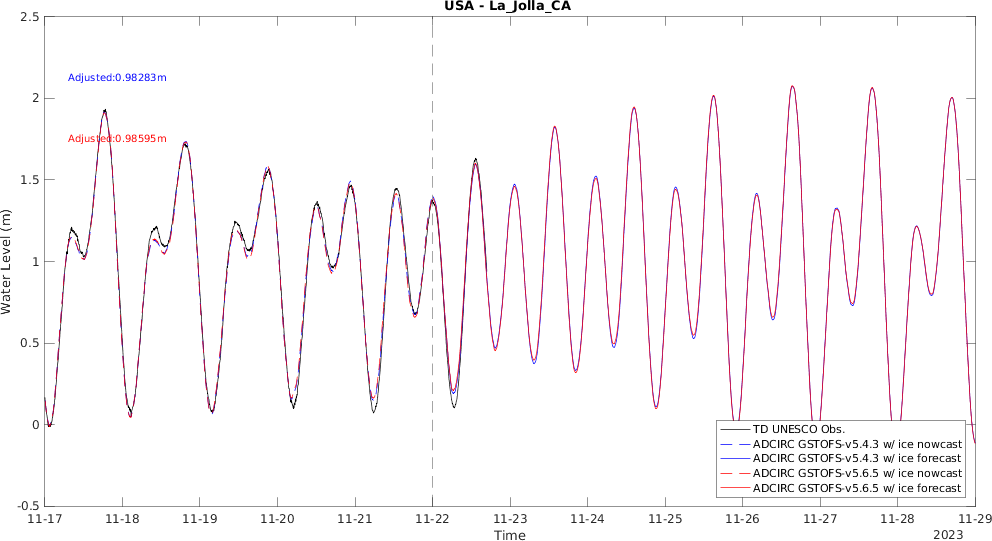 USA - La_Jolla_CA
Water Level (m)
2.5
2
1.5
1
0.5
0
-0.5
Adjusted:0.98283m
Adjusted:0.98595m
TD UNESCO Obs.
ADCIRC GSTOFS-v5.4.3 w/ ice nowcast
ADCIRC GSTOFS-v5.4.3 w/ ice forecast
ADCIRC GSTOFS-v5.6.5 w/ ice nowcast
ADCIRC GSTOFS-v5.6.5 w/ ice forecast
11-17 11-18 11-19 11-20 11-21 11-22 11-23 11-24 11-25 11-26 11-27 11-28 11-29
Time
2023